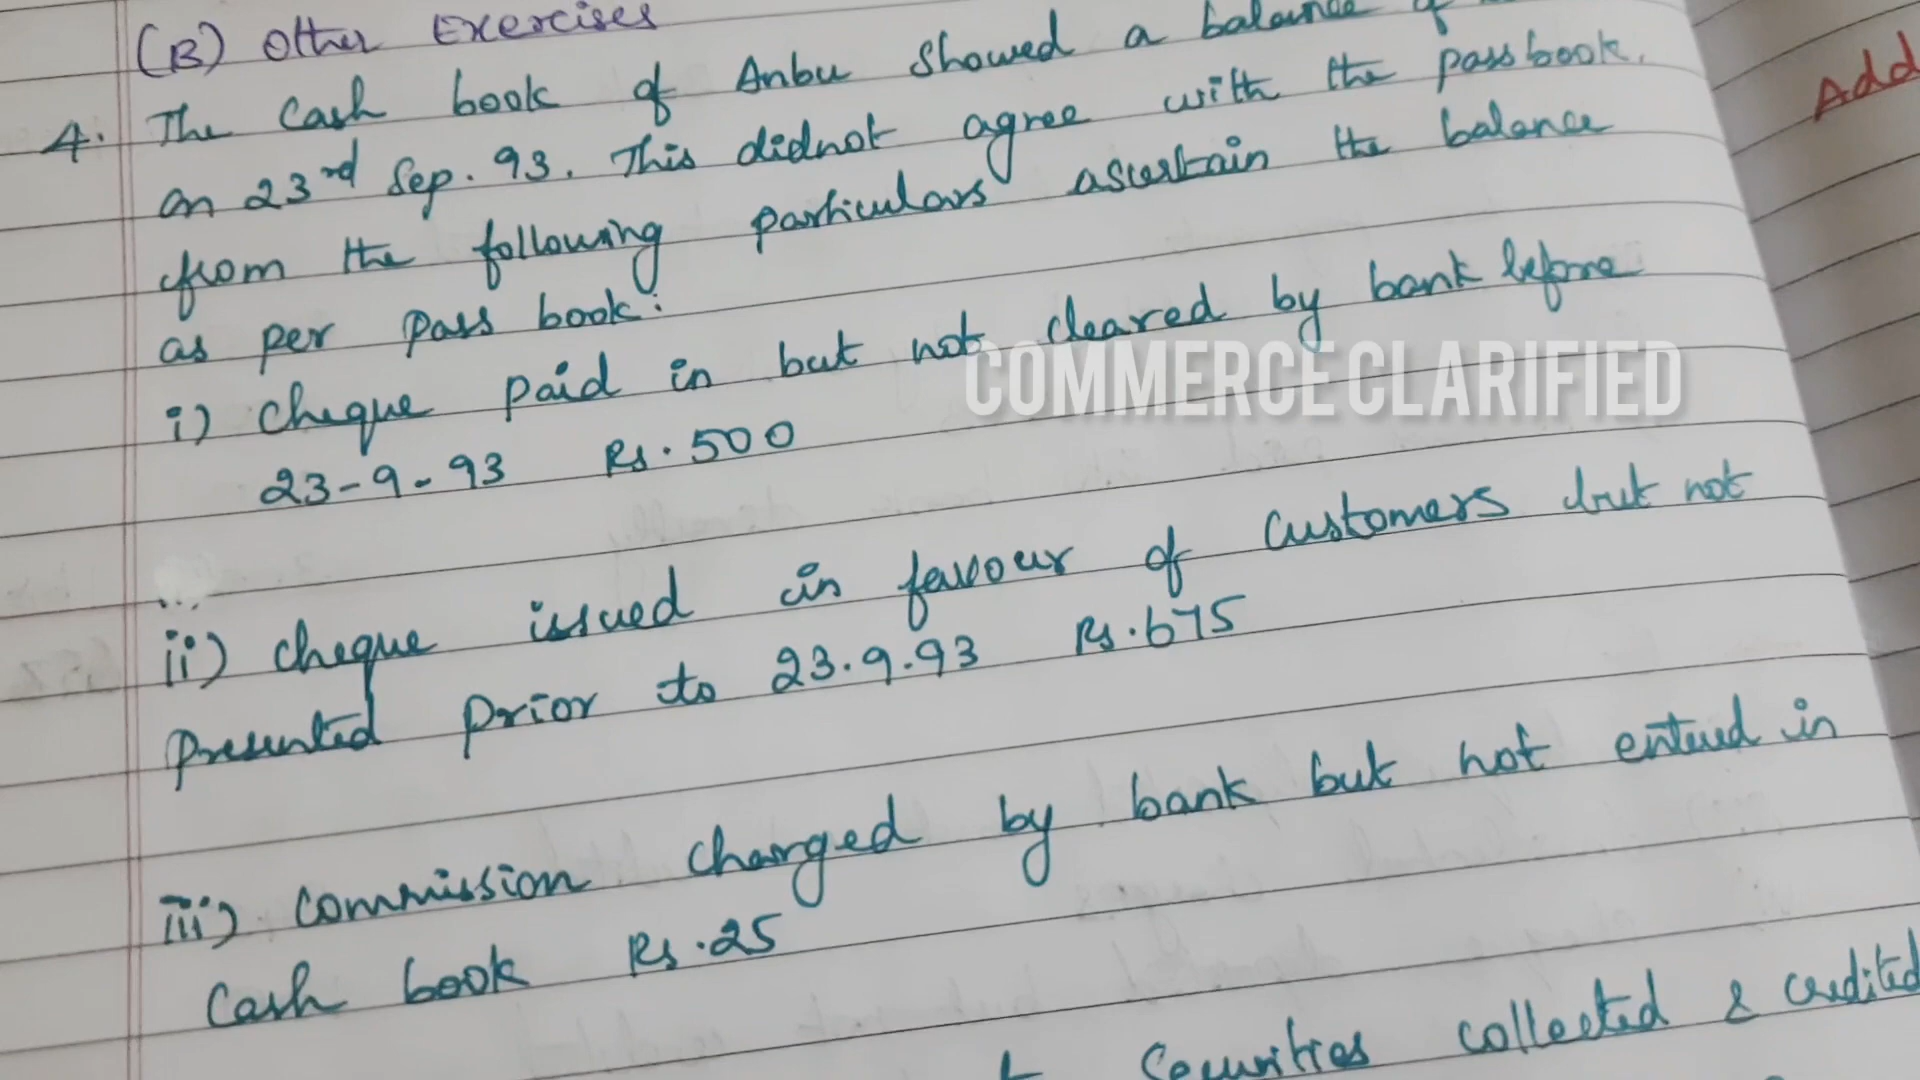 (B) Other Exercises
4. The Cash book of Anbu showed a balance of
on 23rd Sep. 93. This didnot agree with the passbook.
from the following particulars ascertain the balance
as per pass book:
i) cheque paid in but not cleared by bank before
23-9-93 Rs. 500
ii) cheque issued in favour of customers but not
presented prior to 23.9.93 Rs.675
iii) commission charged by bank but not entered in
cash book Rs.25
Securities collected & credited
Add
COMMERCE CLARIFIED